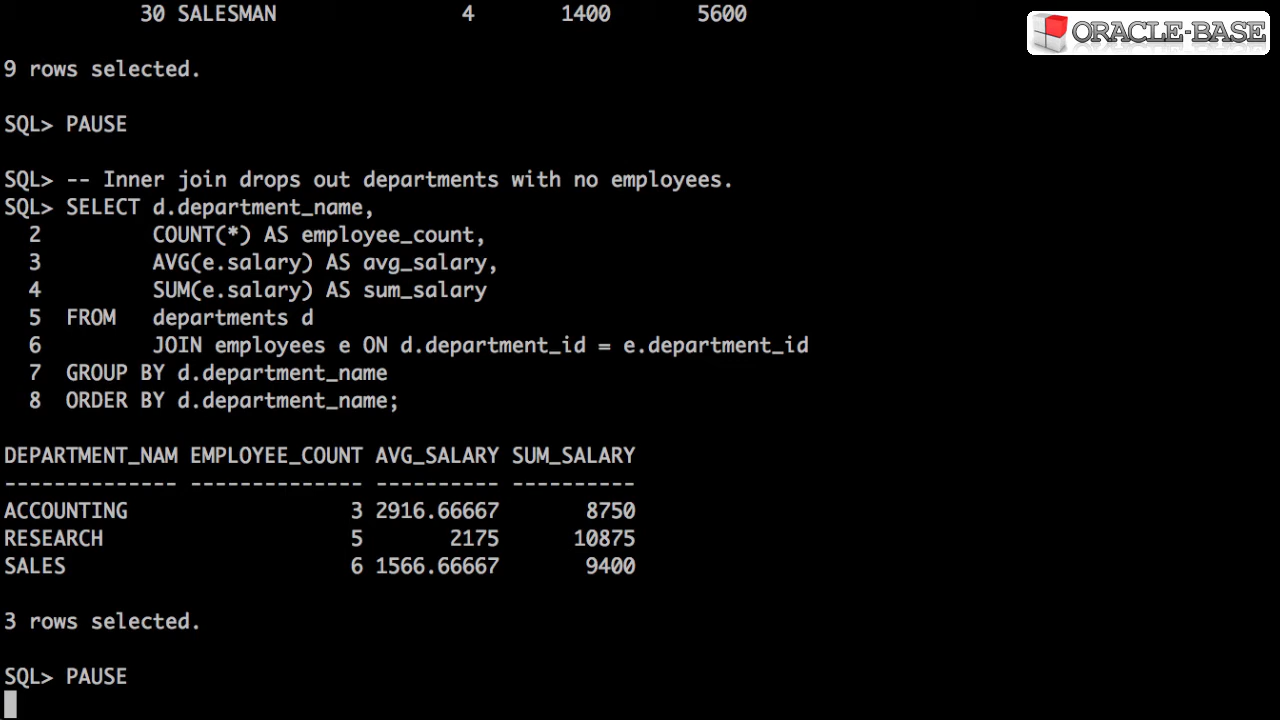 30 SALESMAN 4 1400 5600
ORACLE-BASE
9 rows selected.
SQL> PAUSE
SQL> -- Inner join drops out departments with no employees.
SQL> SELECT d.department_name,
2 COUNT(*) AS employee_count,
3 AVG(e.salary) AS avg_salary,
4 SUM(e.salary) AS sum_salary
5 FROM departments d
6 JOIN employees e ON d.department_id = e.department_id
7 GROUP BY d.department_name
8 ORDER BY d.department_name;
DEPARTMENT_NAM EMPLOYEE_COUNT AVG_SALARY SUM_SALARY
-------------- -------------- ---------- ----------
ACCOUNTING 3 2916.66667 8750
RESEARCH 5 2175 10875
SALES 6 1566.66667 9400
3 rows selected.
SQL> PAUSE